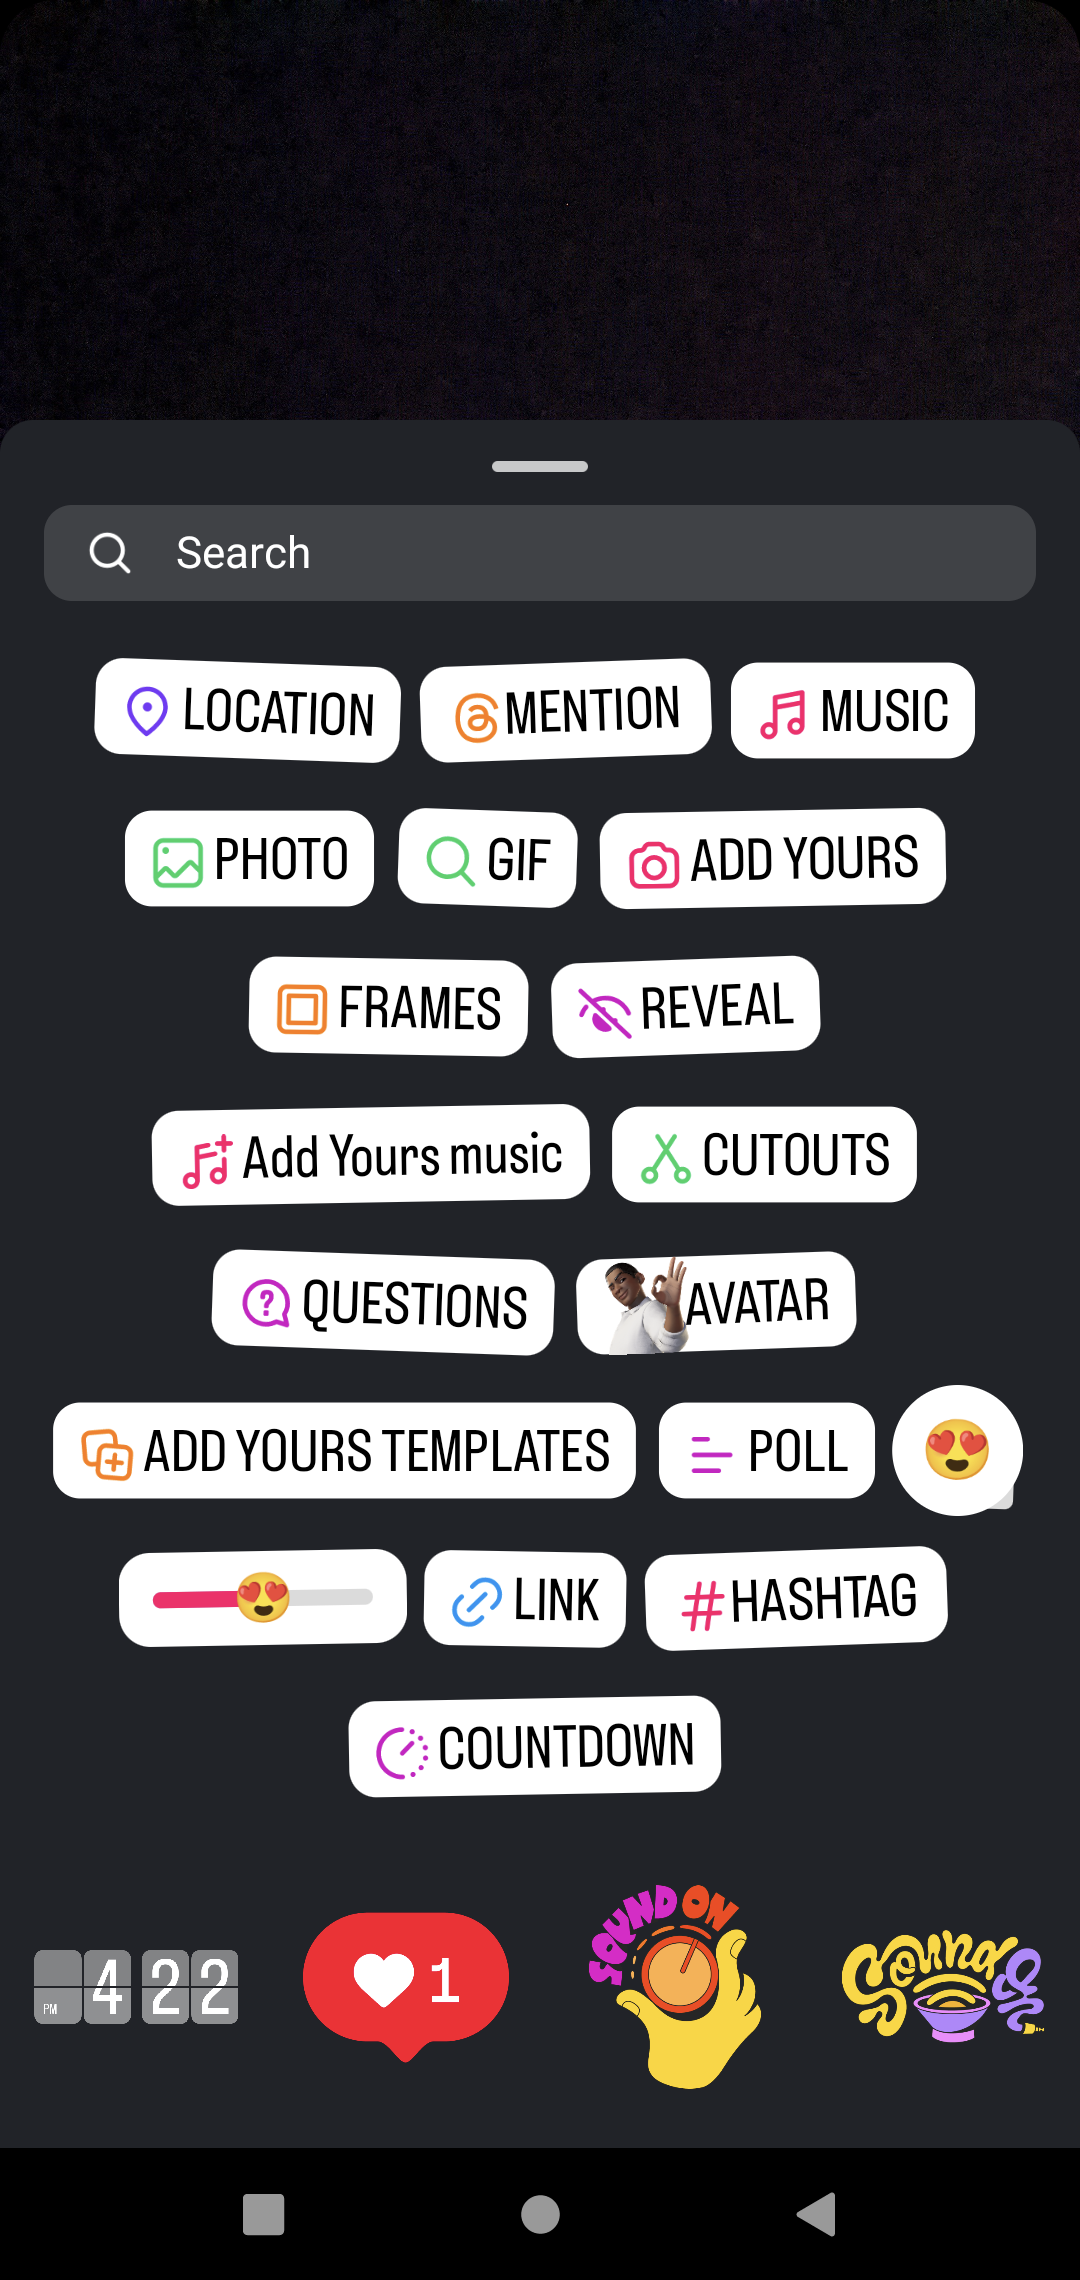 Search
LOCATION MENTION MUSIC
PHOTO GIF ADD YOURS
FRAMES REVEAL
Add Yours music CUTOUTS
QUESTIONS AVATAR
ADD YOURS TEMPLATES POLL
LINK #HASHTAG
COUNTDOWN
PM 4 22 1 SOUND ON Sound On